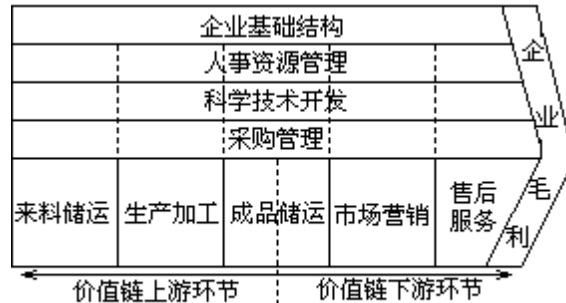 企业基础结构
人事资源管理
科学技术开发
采购管理
来料储运
生产加工
成品储运
市场营销
售后
服务
企业
毛利
价值链上游环节
价值链下游环节